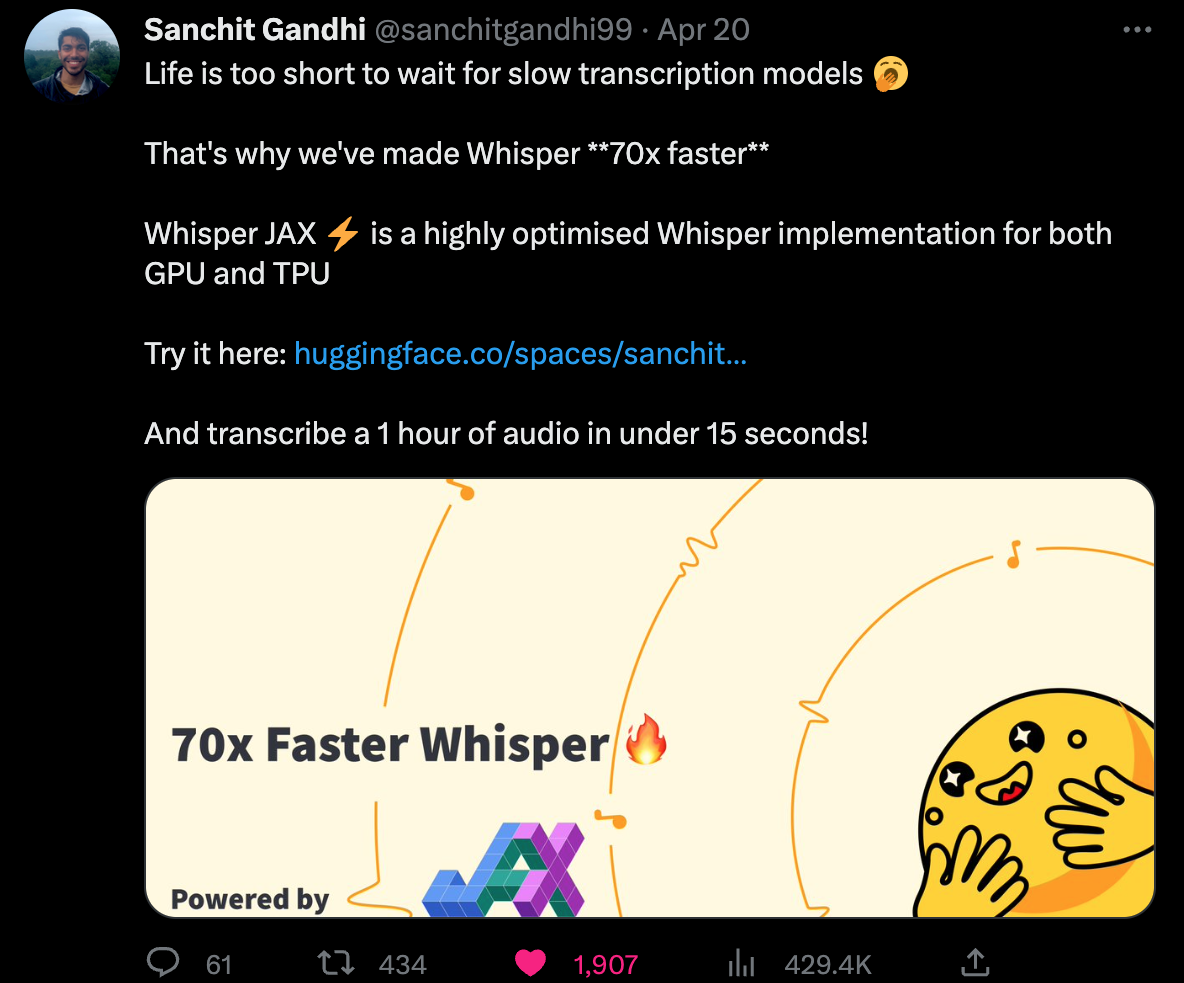 Sanchit Gandhi @sanchitgandhi99 · Apr 20
Life is too short to wait for slow transcription models 🥱
That's why we've made Whisper **70x faster**
Whisper JAX ⚡ is a highly optimised Whisper implementation for both
GPU and TPU
Try it here: huggingface.co/spaces/sanchit...
And transcribe a 1 hour of audio in under 15 seconds!
70x Faster Whisper 🔥
Powered by JAX
61 434 1,907 429.4K